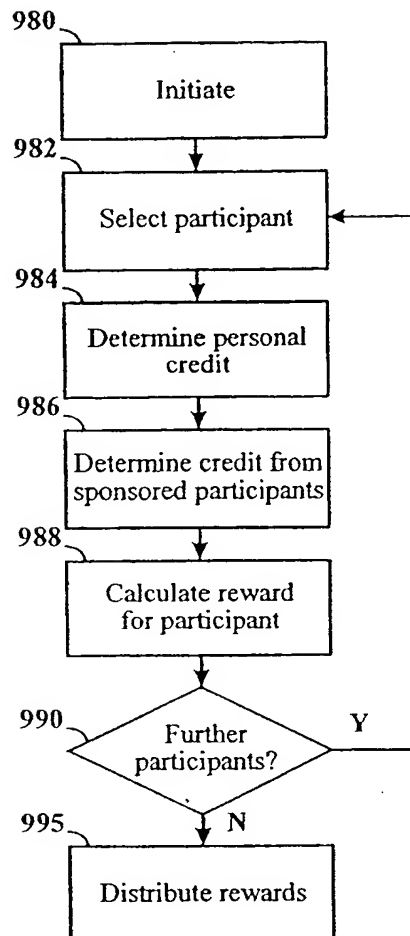 980
Initiate
982
Select participant
984
Determine personal
credit
986
Determine credit from
sponsored participants
988
Calculate reward
for participant
990
Further
participants?
Y
N
995
Distribute rewards